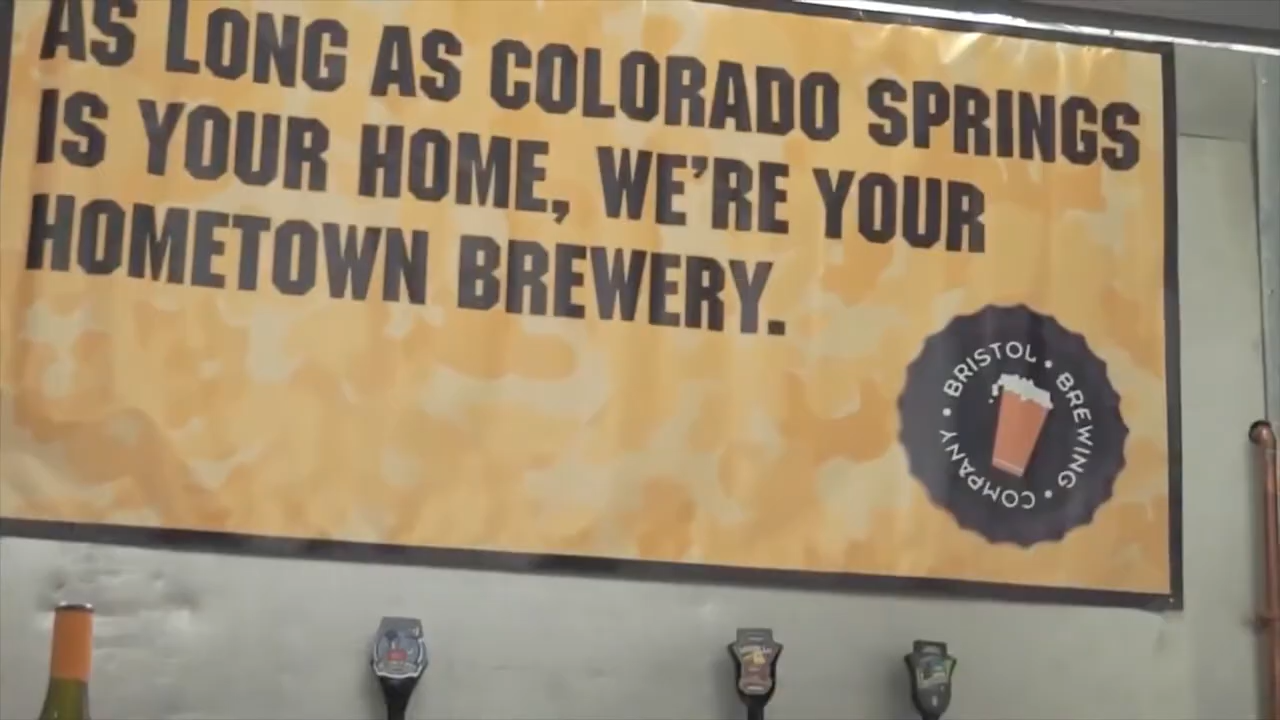 AS LONG AS COLORADO SPRINGS
IS YOUR HOME, WE'RE YOUR
HOMETOWN BREWERY.
BRISTOL • BREWING • COMPANY •